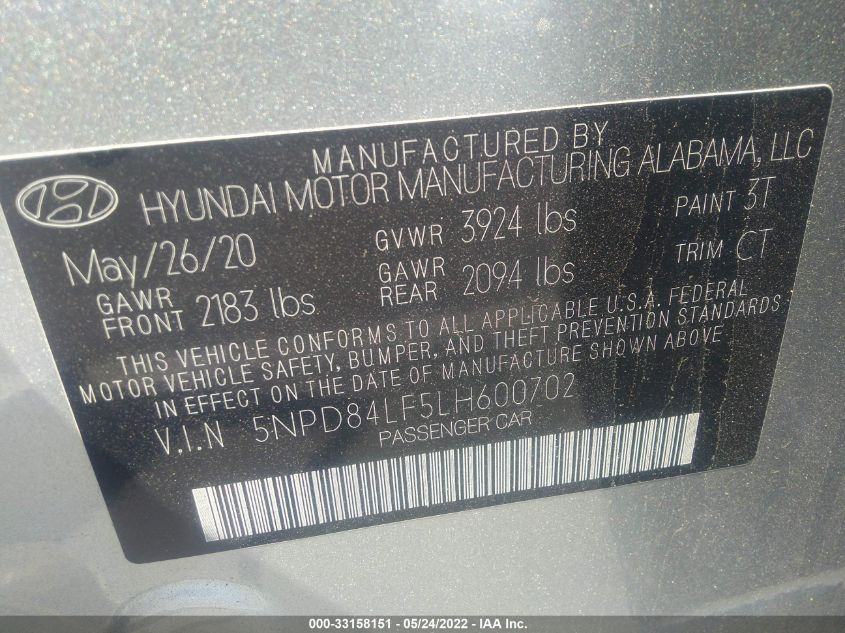 MANUFACTURED BY
HYUNDAI MOTOR MANUFACTURING ALABAMA, LLC
May/26/20 GVWR 3924 lbs PAINT 3T
GAWR FRONT 2183 lbs GAWR REAR 2094 lbs TRIM CT
THIS VEHICLE CONFORMS TO ALL APPLICABLE U.S.A. FEDERAL
MOTOR VEHICLE SAFETY, BUMPER, AND THEFT PREVENTION STANDARDS
IN EFFECT ON THE DATE OF MANUFACTURE SHOWN ABOVE
V.I.N 5NPD84LF5LH600702
PASSENGER CAR
000-33158151 - 05/24/2022 - IAA Inc.